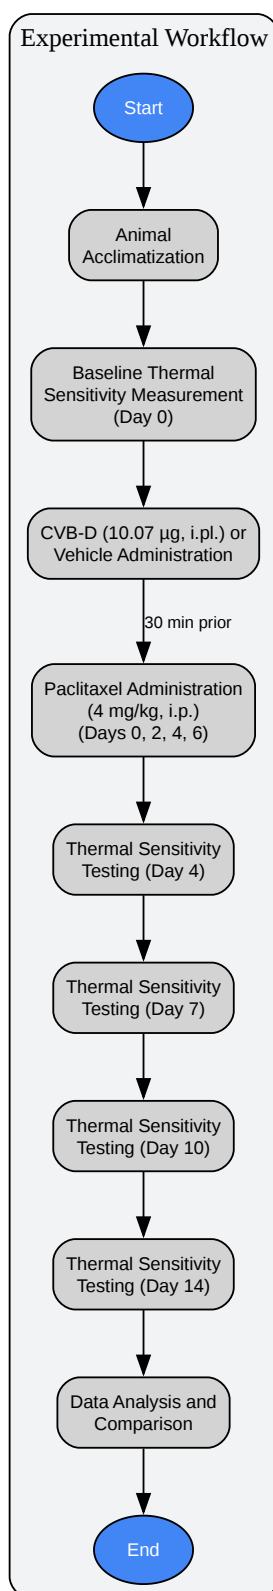 Experimental Workflow
Start
Animal
Acclimatization
Baseline Thermal
Sensitivity Measurement
(Day 0)
CVB-D (10.07 µg, i.pl.) or
Vehicle Administration
30 min prior
Paclitaxel Administration
(4 mg/kg, i.p.)
(Days 0, 2, 4, 6)
Thermal Sensitivity
Testing (Day 4)
Thermal Sensitivity
Testing (Day 7)
Thermal Sensitivity
Testing (Day 10)
Thermal Sensitivity
Testing (Day 14)
Data Analysis and
Comparison
End